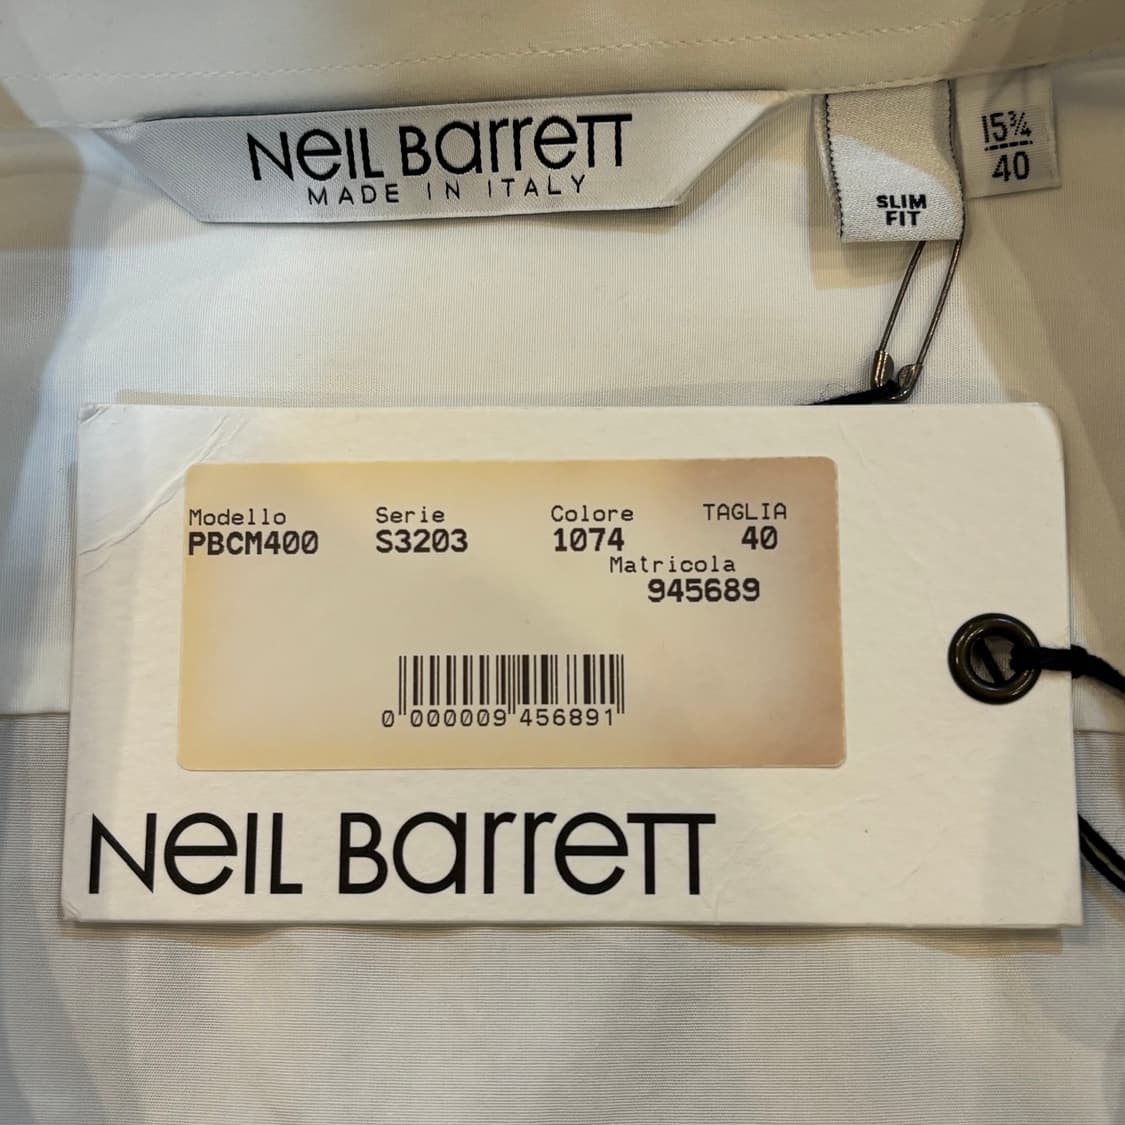 NEIL BARRETT
MADE IN ITALY
SLIM
FIT
15¾
40
Modello Serie Colore TAGLIA
PBCM400 S3203 1074 40
Matricola
945689
0 000009 456891
NEIL BARRETT